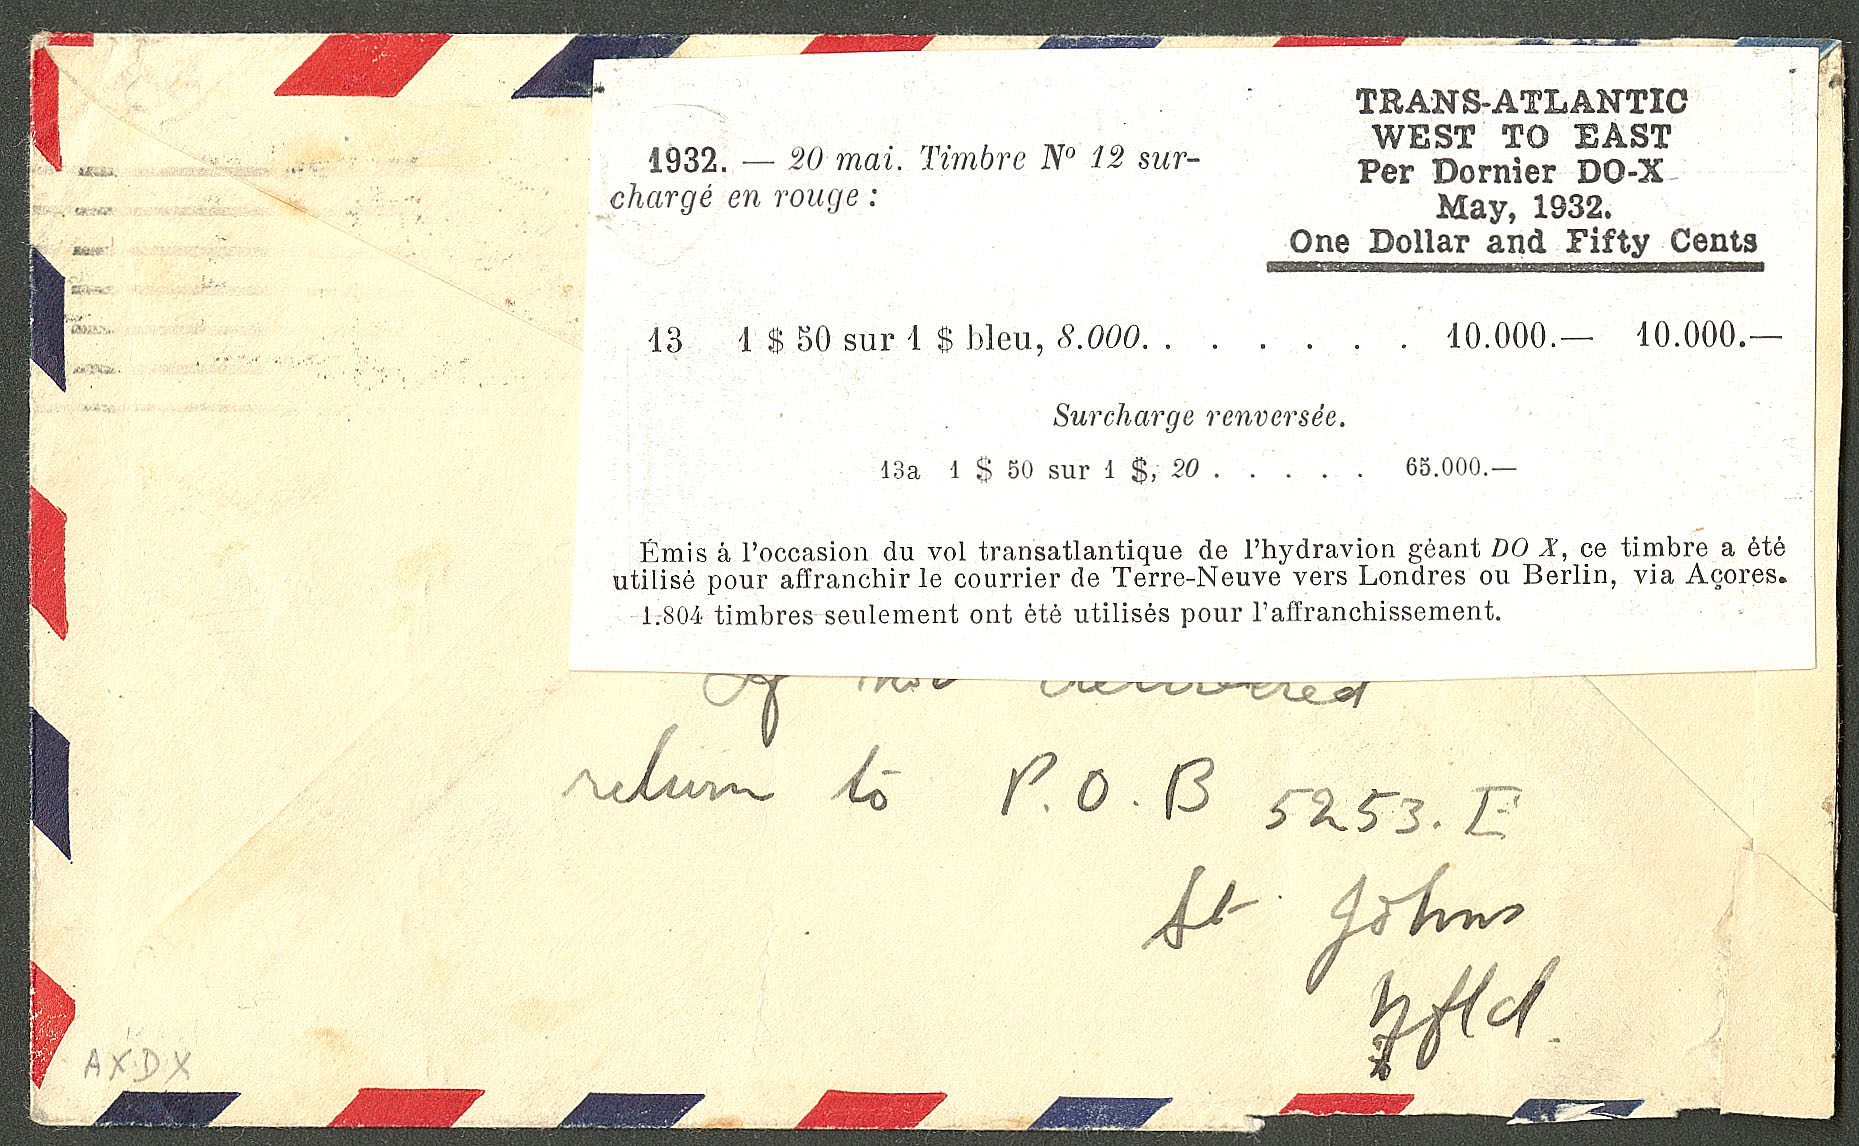 TRANS-ATLANTIC
WEST TO EAST
Per Dornier DO-X
May, 1932.
One Dollar and Fifty Cents
1932. — 20 mai. Timbre Nº 12 sur-
chargé en rouge :
13 1 $ 50 sur 1 $ bleu, 8.000. . . . . . . 10.000.— 10.000.—
Surcharge renversée.
13a 1 $ 50 sur 1 $, 20 . . . . . 65.000.—
Émis à l'occasion du vol transatlantique de l'hydravion géant DO X, ce timbre a été
utilisé pour affranchir le courrier de Terre-Neuve vers Londres ou Berlin, via Açores.
1.804 timbres seulement ont été utilisés pour l'affranchissement.
If not delivered
return to P.O.B 5253.E
St. Johns
Nfld
AXDX